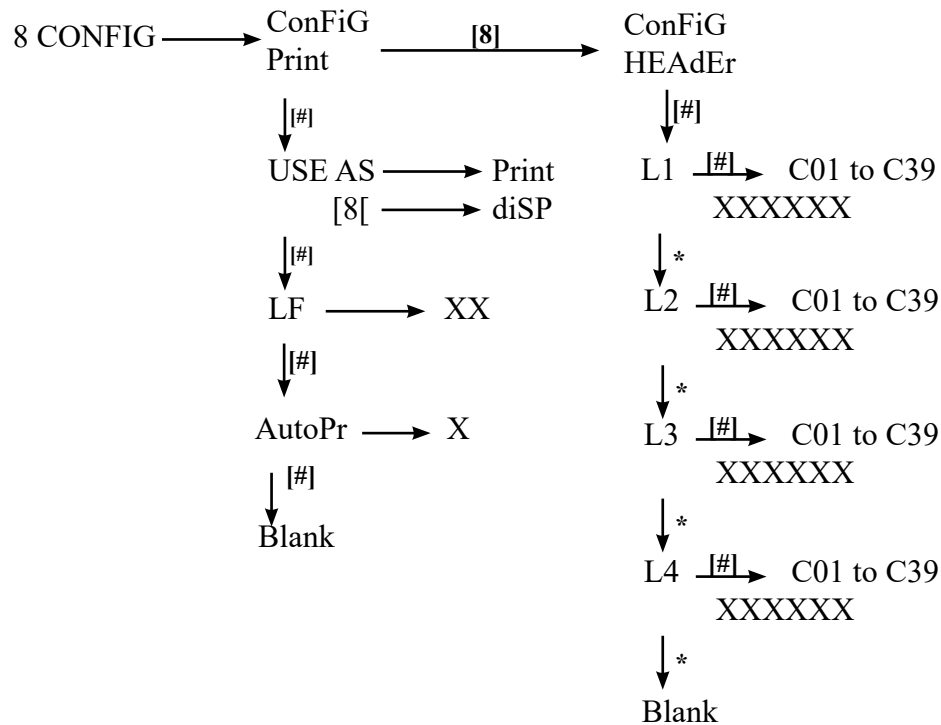 8 CONFIG
ConFiG
Print
[8]
ConFiG
HEAdEr
[#]
[#]
USE AS
Print
[8[
diSP
L1
[#]
C01 to C39
XXXXXX
[#]
*
LF
XX
L2
[#]
C01 to C39
XXXXXX
[#]
*
AutoPr
X
L3
[#]
C01 to C39
XXXXXX
[#]
*
Blank
L4
[#]
C01 to C39
XXXXXX
*
Blank